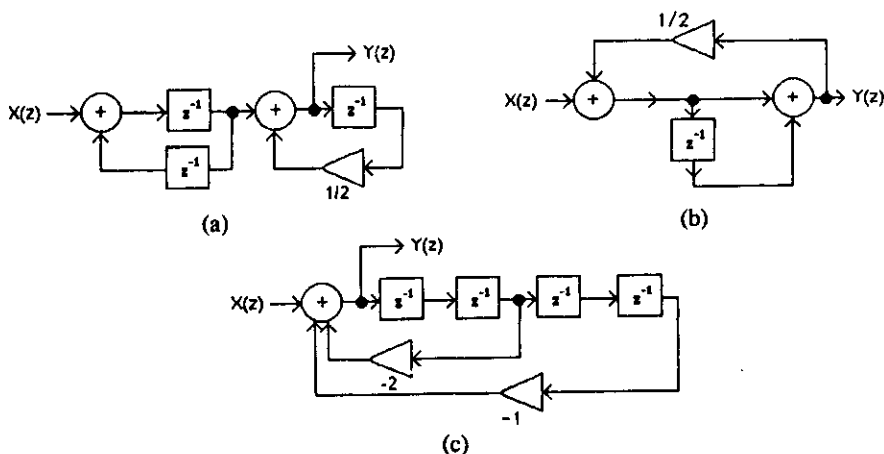 1/2
Y(z)
X(z) + z⁻¹ + z⁻¹
z⁻¹
1/2
(a)
X(z) + + Y(z)
z⁻¹
(b)
Y(z)
X(z) + z⁻¹ z⁻¹ z⁻¹ z⁻¹
-2
-1
(c)